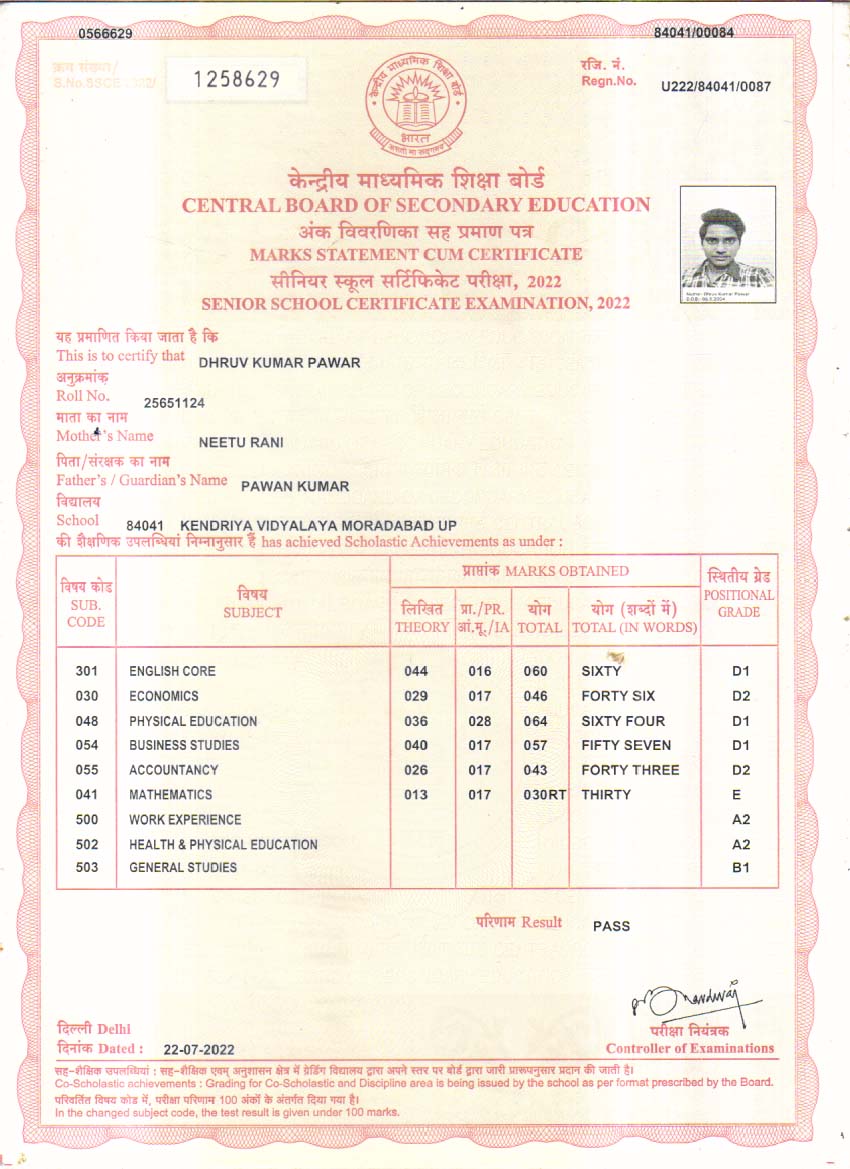 0566629
84041/00084
क्रम संख्या/
S.No.SSCE 2022/
1258629
रजि. नं.
Regn.No.
U222/84041/0087
केन्द्रीय माध्यमिक शिक्षा बोर्ड
भारत
असतो मा सद्गमय
केन्द्रीय माध्यमिक शिक्षा बोर्ड
CENTRAL BOARD OF SECONDARY EDUCATION
अंक विवरणिका सह प्रमाण पत्र
MARKS STATEMENT CUM CERTIFICATE
सीनियर स्कूल सर्टिफिकेट परीक्षा, 2022
SENIOR SCHOOL CERTIFICATE EXAMINATION, 2022
Name:- Dhruv Kumar Pawar
यह प्रमाणित किया जाता है कि
This is to certify that DHRUV KUMAR PAWAR
अनुक्रमांक
Roll No. 25651124
माता का नाम
Mother's Name NEETU RANI
पिता/संरक्षक का नाम
Father's / Guardian's Name PAWAN KUMAR
विद्यालय
School 84041 KENDRIYA VIDYALAYA MORADABAD UP
की शैक्षणिक उपलब्धियां निम्नानुसार हैं has achieved Scholastic Achievements as under :
विषय कोड SUB. CODE
विषय SUBJECT
प्राप्तांक MARKS OBTAINED
लिखित THEORY
प्रा./PR. आं.मू./IA
योग TOTAL
योग (शब्दों में) TOTAL (IN WORDS)
स्थितीय ग्रेड POSITIONAL GRADE
301 ENGLISH CORE 044 016 060 SIXTY D1
030 ECONOMICS 029 017 046 FORTY SIX D2
048 PHYSICAL EDUCATION 036 028 064 SIXTY FOUR D1
054 BUSINESS STUDIES 040 017 057 FIFTY SEVEN D1
055 ACCOUNTANCY 026 017 043 FORTY THREE D2
041 MATHEMATICS 013 017 030RT THIRTY E
500 WORK EXPERIENCE A2
502 HEALTH & PHYSICAL EDUCATION A2
503 GENERAL STUDIES B1
परिणाम Result PASS
दिल्ली Delhi
दिनांक Dated : 22-07-2022
परीक्षा नियंत्रक
Controller of Examinations
सह-शैक्षिक उपलब्धियां : सह-शैक्षिक एवम् अनुशासन क्षेत्र में ग्रेडिंग विद्यालय द्वारा अपने स्तर पर बोर्ड द्वारा जारी प्रारूपनुसार प्रदान की जाती है।
Co-Scholastic achievements : Grading for Co-Scholastic and Discipline area is being issued by the school as per format prescribed by the Board.
परिवर्तित विषय कोड में, परीक्षा परिणाम 100 अंकों के अंतर्गत दिया गया है।
In the changed subject code, the test result is given under 100 marks.